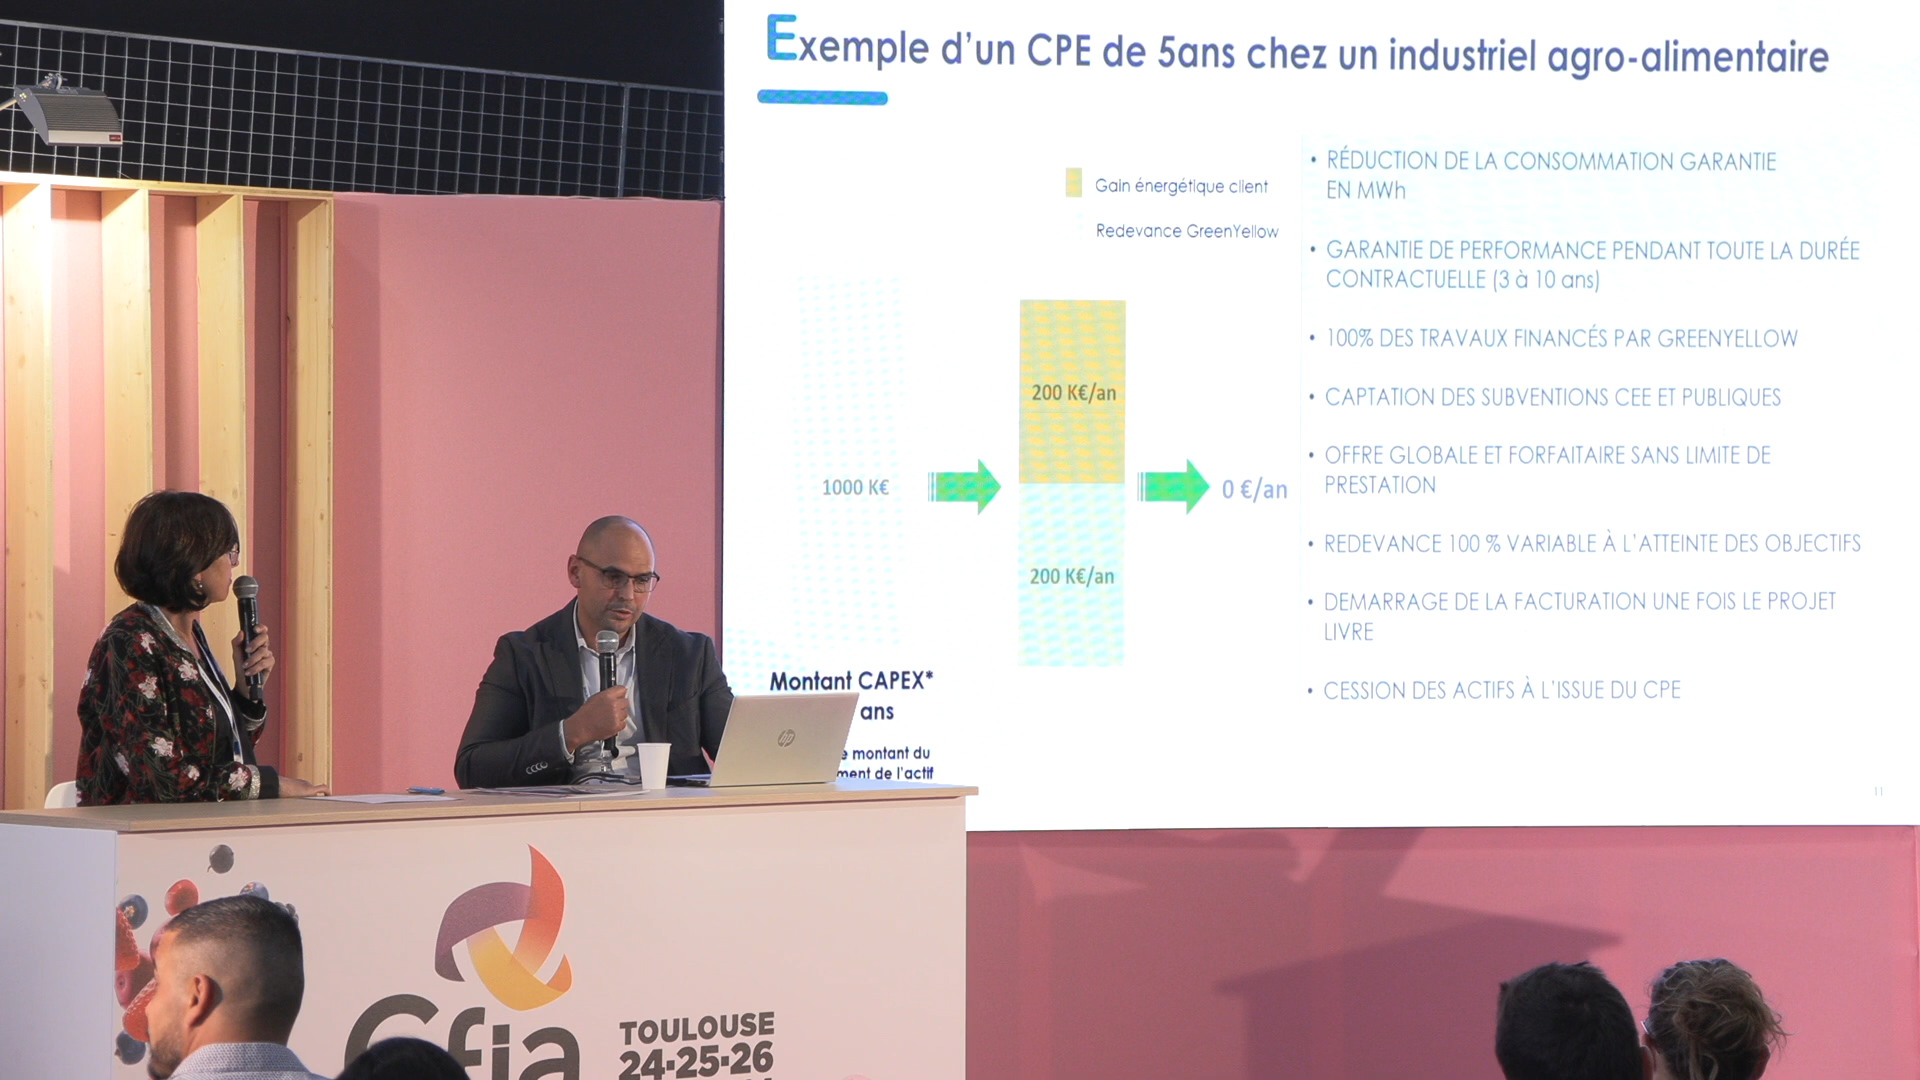 Exemple d'un CPE de 5ans chez un industriel agro-alimentaire
Gain énergétique client
Redevance GreenYellow
1000 K€
200 K€/an
200 K€/an
0 €/an
Montant CAPEX*
ans
montant du
de l'actif
• RÉDUCTION DE LA CONSOMMATION GARANTIE
EN MWh
• GARANTIE DE PERFORMANCE PENDANT TOUTE LA DURÉE
CONTRACTUELLE (3 à 10 ans)
• 100% DES TRAVAUX FINANCÉS PAR GREENYELLOW
• CAPTATION DES SUBVENTIONS CEE ET PUBLIQUES
• OFFRE GLOBALE ET FORFAITAIRE SANS LIMITE DE
PRESTATION
• REDEVANCE 100 % VARIABLE À L'ATTEINTE DES OBJECTIFS
• DEMARRAGE DE LA FACTURATION UNE FOIS LE PROJET
LIVRE
• CESSION DES ACTIFS À L'ISSUE DU CPE
11
hp
Cfia
TOULOUSE
24·25·26